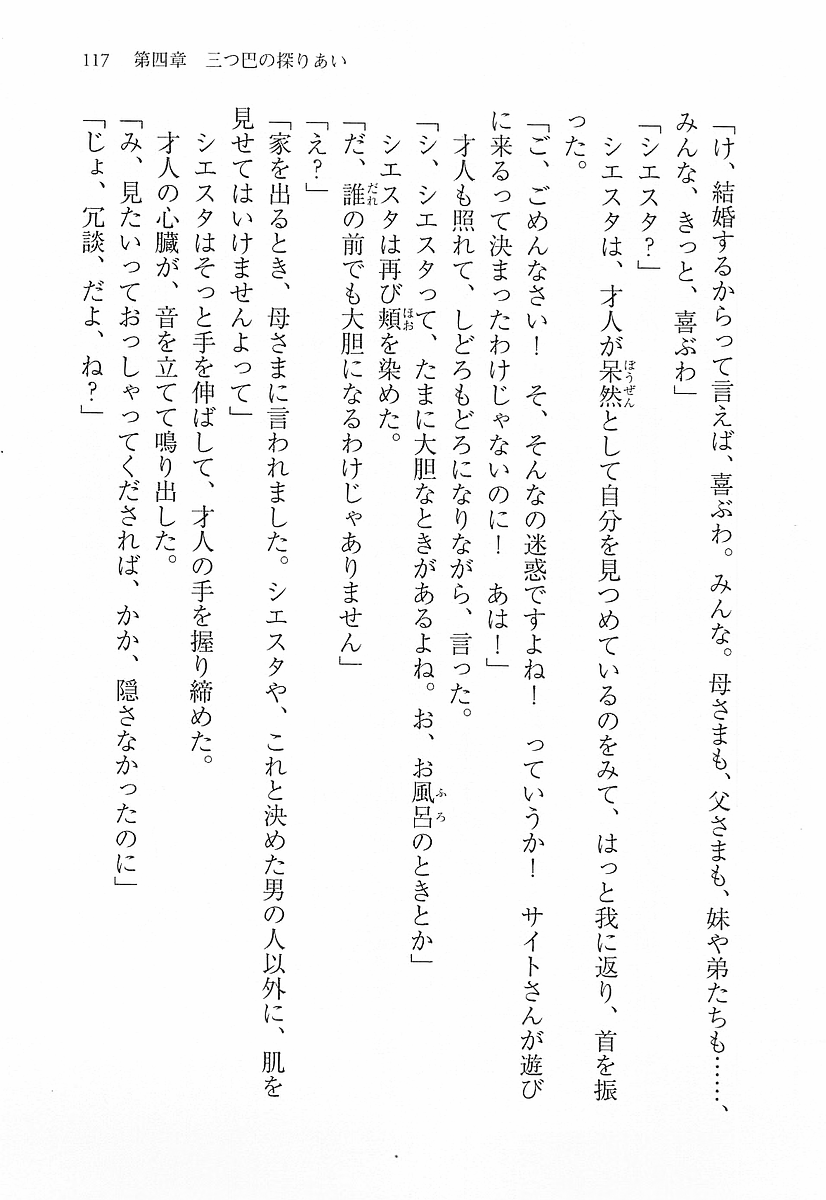 117　第四章　三つ巴の探りあい
「け、結婚するからって言えば、喜ぶわ。みんな。母さまも、父さまも、妹や弟たちも……、
みんな、きっと、喜ぶわ」
「シエスタ？」
　シエスタは、才人が呆然として自分を見つめているのをみて、はっと我に返り、首を振
った。
「ご、ごめんなさい！　そ、そんなの迷惑ですよね！　っていうか！　サイトさんが遊び
に来るって決まったわけじゃないのに！　あは！」
　才人も照れて、しどろもどろになりながら、言った。
「シ、シエスタって、たまに大胆なときがあるよね。お、お風呂のときとか」
　シエスタは再び頬を染めた。
「だ、誰の前でも大胆になるわけじゃありません」
「え？」
「家を出るとき、母さまに言われました。シエスタや、これと決めた男の人以外に、肌を
見せてはいけませんよって」
　シエスタはそっと手を伸ばして、才人の手を握り締めた。
　才人の心臓が、音を立てて鳴り出した。
「み、見たいっておっしゃってくだされば、かか、隠さなかったのに」
「じょ、冗談、だよ、ね？」